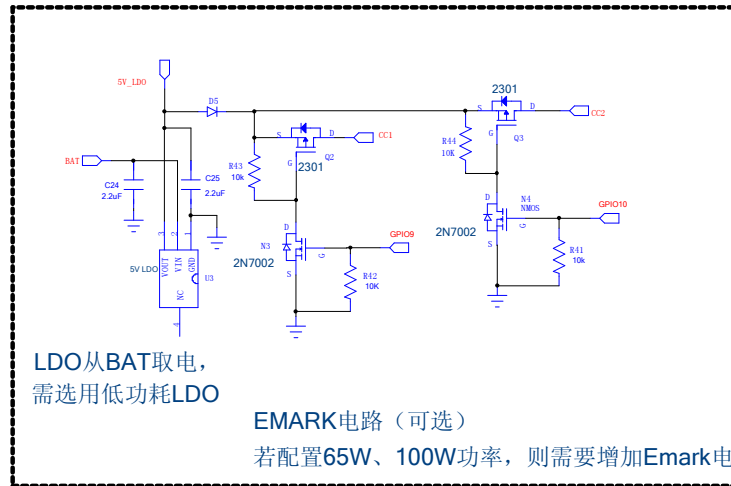 5V_LDO
D5
2301
S
D
CC1
G
Q2
2301
R43
10k
S
D
CC2
R44
10K
G
Q3
BAT
C24
2.2uF
C25
2.2uF
D
N3
2N7002
S
G
GPIO9
R42
10K
D
N4
NMOS
2N7002
S
G
GPIO10
R41
10k
3
2
1
VOUT
VIN
GND
5V LDO
U3
NC
4
LDO从BAT取电，
需选用低功耗LDO
EMARK电路（可选）
若配置65W、100W功率，则需要增加Emark电